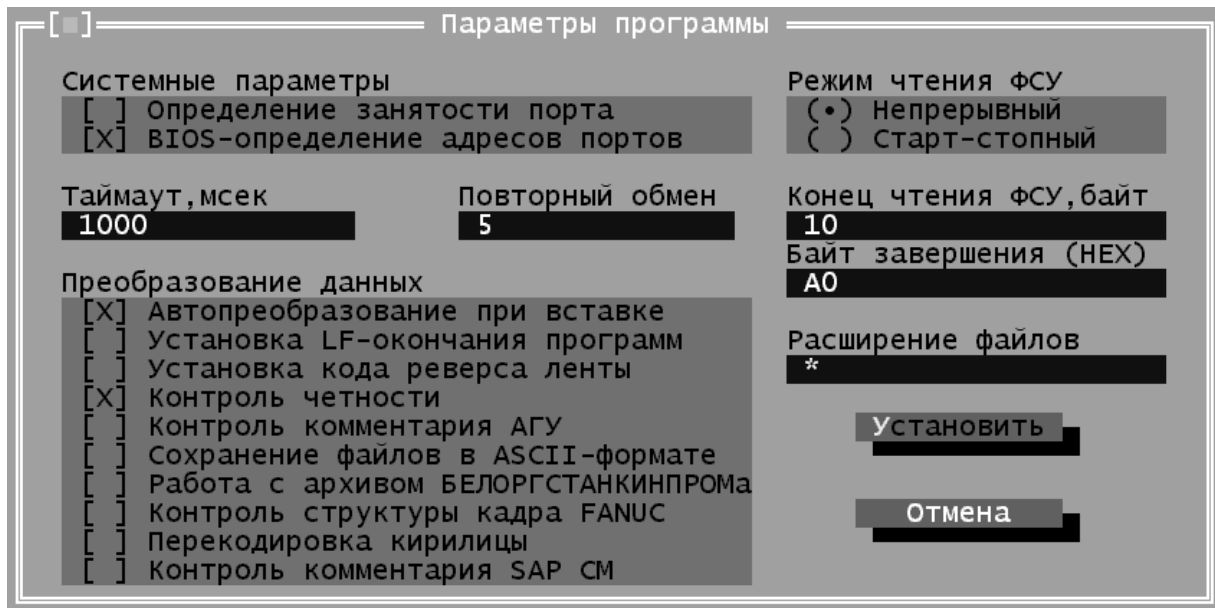 [■] Параметры программы
Системные параметры
[ ] Определение занятости порта
[X] BIOS-определение адресов портов
Режим чтения ФСУ
(•) Непрерывный
( ) Старт-стопный
Таймаут,мсек
1000
Повторный обмен
5
Конец чтения ФСУ,байт
10
Байт завершения (HEX)
A0
Преобразование данных
[X] Автопреобразование при вставке
[ ] Установка LF-окончания программ
[ ] Установка кода реверса ленты
[X] Контроль четности
[ ] Контроль комментария АГУ
[ ] Сохранение файлов в ASCII-формате
[ ] Работа с архивом БЕЛОРГСТАНКИНПРОМа
[ ] Контроль структуры кадра FANUC
[ ] Перекодировка кирилицы
[ ] Контроль комментария SAP CM
Расширение файлов
*
Установить
Отмена